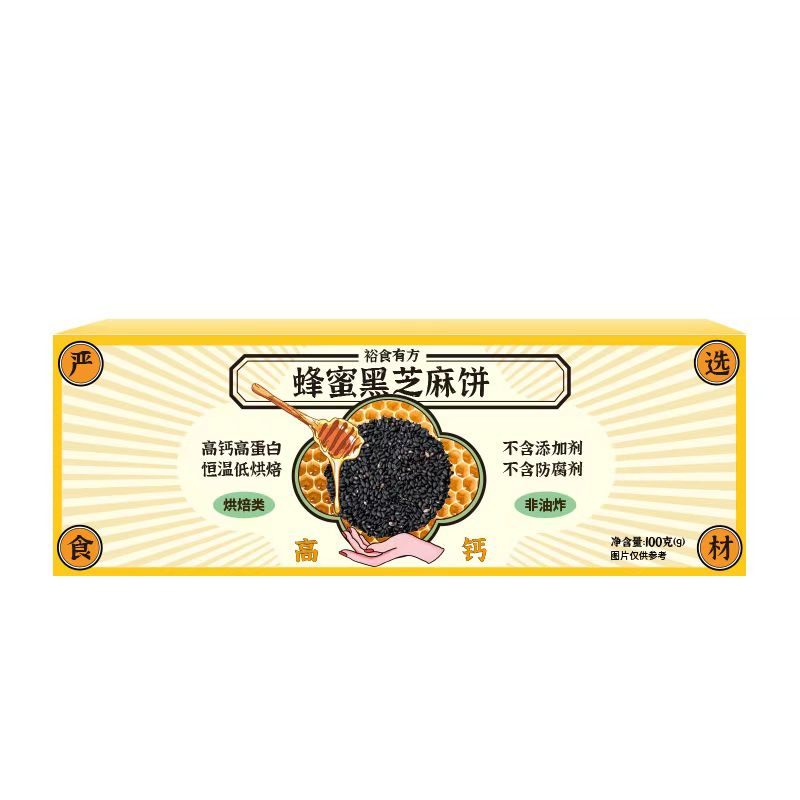 严
选
裕食有方
蜂蜜黑芝麻饼
高钙高蛋白
恒温低烘焙
烘焙类
不含添加剂
不含防腐剂
非油炸
高
钙
净含量:100克(g)
图片仅供参考
食
材